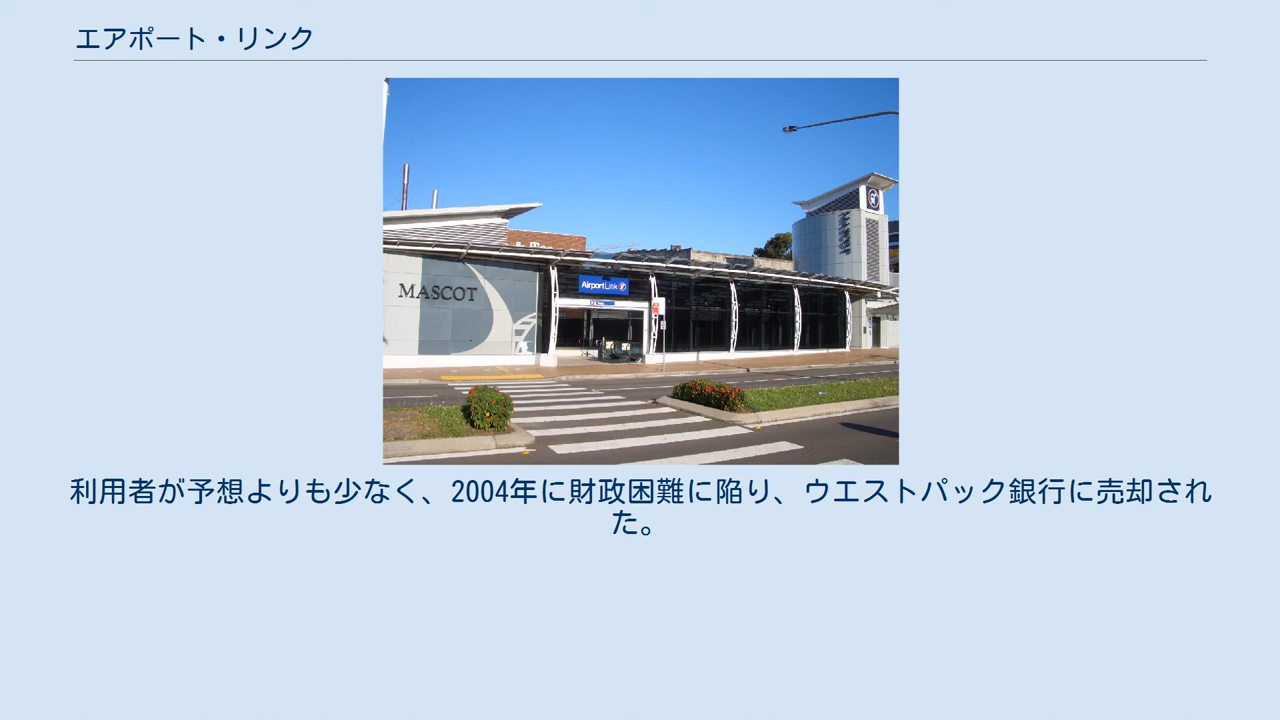 エアポート・リンク
MASCOT
AirportLink
利用者が予想よりも少なく、2004年に財政困難に陥り、ウエストパック銀行に売却され
た。